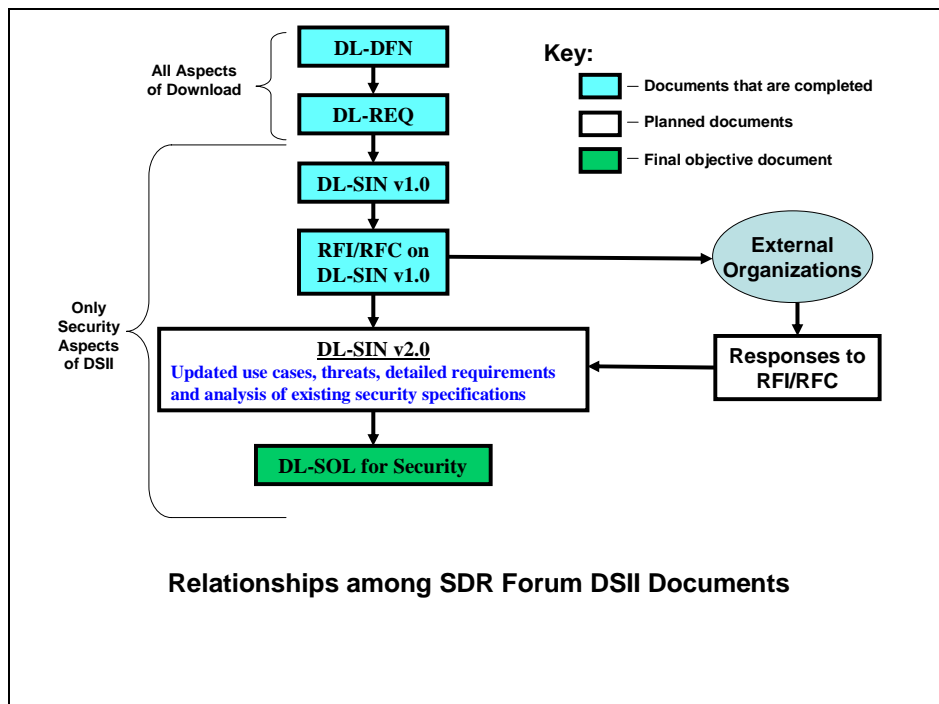 DL-DFN
Key:
All Aspects
of Download
– Documents that are completed
DL-REQ
– Planned documents
– Final objective document
DL-SIN v1.0
RFI/RFC on
DL-SIN v1.0
External
Organizations
Only
Security
Aspects
of DSII
DL-SIN v2.0
Updated use cases, threats, detailed requirements
and analysis of existing security specifications
Responses to
RFI/RFC
DL-SOL for Security
Relationships among SDR Forum DSII Documents